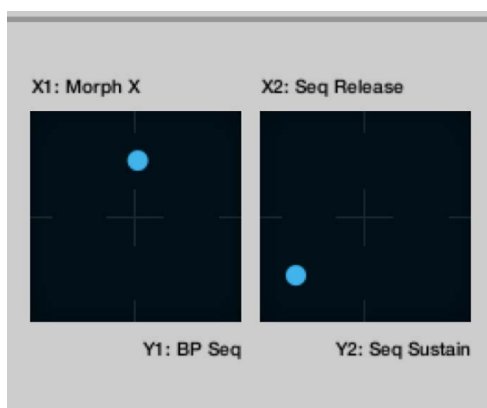 X1: Morph X
X2: Seq Release
Y1: BP Seq
Y2: Seq Sustain